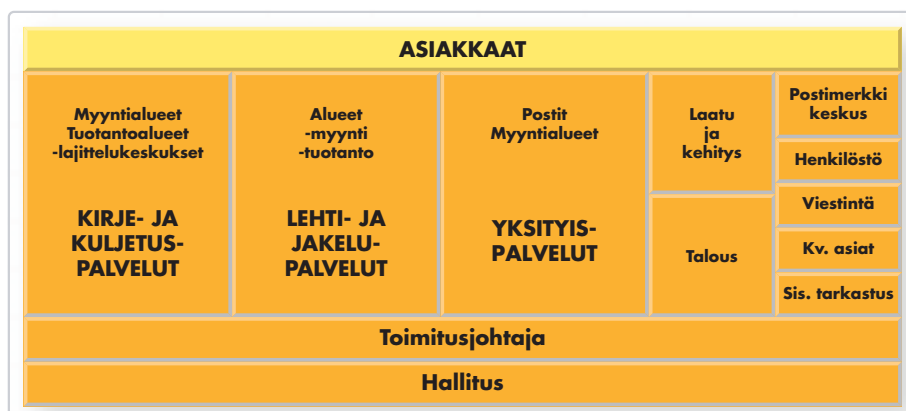 ASIAKKAAT
Myyntialueet
Tuotantoalueet
-lajittelukeskukset
KIRJE- JA
KULJETUS-
PALVELUT
Alueet
-myynti
-tuotanto
LEHTI- JA
JAKELU-
PALVELUT
Postit
Myyntialueet
YKSITYIS-
PALVELUT
Laatu
ja
kehitys
Talous
Postimerkki
keskus
Henkilöstö
Viestintä
Kv. asiat
Sis. tarkastus
Toimitusjohtaja
Hallitus